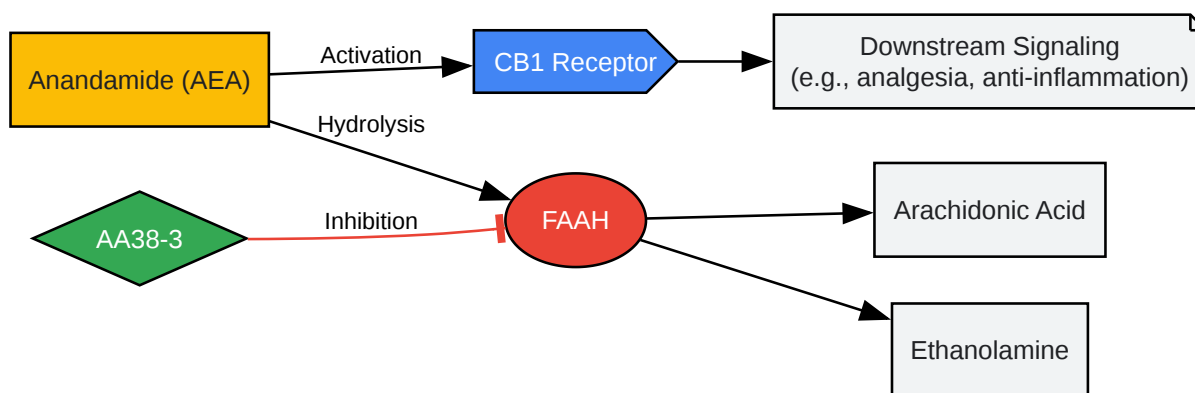 Anandamide (AEA)
Activation
CB1 Receptor
Downstream Signaling
(e.g., analgesia, anti-inflammation)
Hydrolysis
AA38-3
Inhibition
FAAH
Arachidonic Acid
Ethanolamine